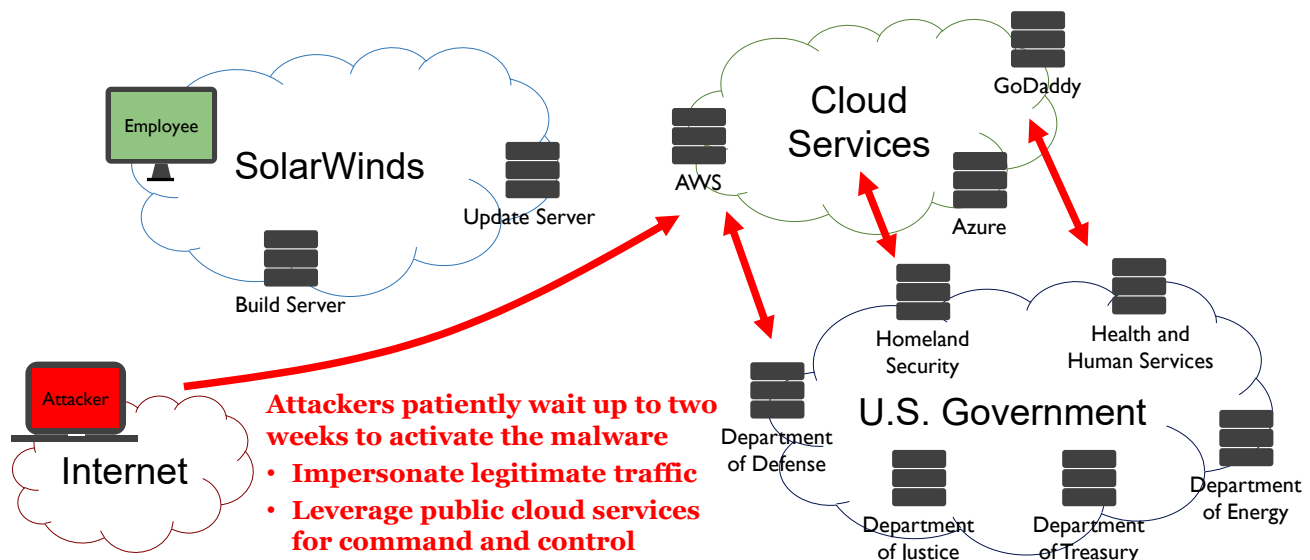 Employee
SolarWinds
Update Server
Build Server
Cloud
Services
GoDaddy
AWS
Azure
Attacker
Internet
Attackers patiently wait up to two
weeks to activate the malware
• Impersonate legitimate traffic
• Leverage public cloud services
for command and control
Homeland
Security
Health and
Human Services
U.S. Government
Department
of Defense
Department
of Justice
Department
of Treasury
Department
of Energy